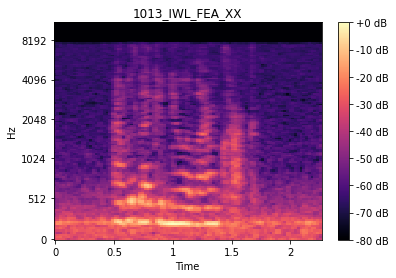 1013_IWL_FEA_XX
+0 dB
8192
-10 dB
4096
-20 dB
-30 dB
2048
Hz
-40 dB
1024
-50 dB
512
-60 dB
-70 dB
0
-80 dB
0 0.5 1 1.5 2
Time